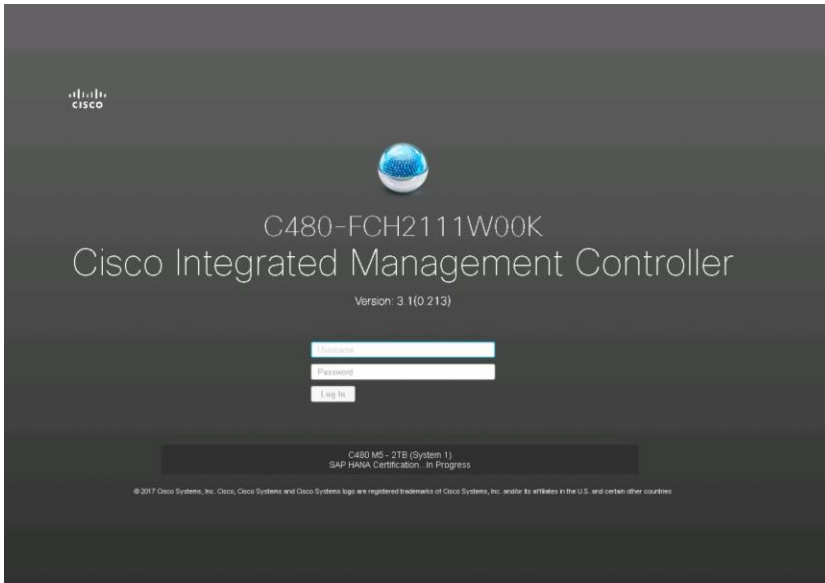 CISCO
C480-FCH2111W00K
Cisco Integrated Management Controller
Version: 3.1(0.213)
Username
Password
Log In
C480 M5 - 2TB (System 1)
SAP HANA Certification...In Progress
© 2017 Cisco Systems, Inc. Cisco, Cisco Systems and Cisco Systems logo are registered trademarks of Cisco Systems, Inc. and/or its affiliates in the U.S. and certain other countries